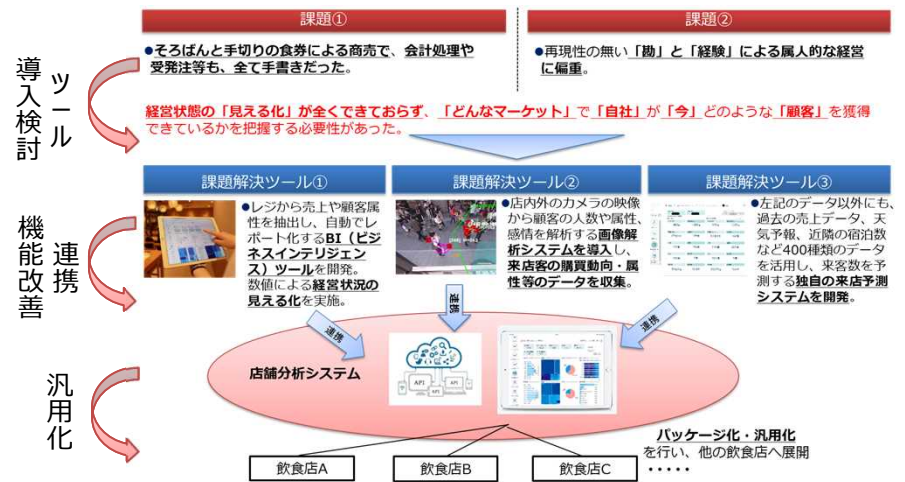 課題①
課題②
●そろばんと手切りの食券による商売で、会計処理や
受発注等も、全て手書きだった。
●再現性の無い「勘」と「経験」による属人的な経営
に偏重。
経営状態の「見える化」が全くできておらず、「どんなマーケット」で「自社」が「今」どのような「顧客」を獲得
できているかを把握する必要性があった。
ツール
導入検討
課題解決ツール①
課題解決ツール②
課題解決ツール③
●レジから売上や顧客属
性を抽出し、自動でレ
ポート化するBI(ビジ
ネスインテリジェン
ス)ツールを開発。
数値による経営状況の
見える化を実施。
●店内外のカメラの映像
から顧客の人数や属性、
感情を解析する画像解
析システムを導入し、
来店客の購買動向・属
性等のデータを収集。
●左記のデータ以外にも、
過去の売上データ、天
気予報、近隣の宿泊数
など400種類のデータ
を活用し、来客数を予
測する独自の来店予測
システムを開発。
連携
機能改善
連携
連携
連携
店舗分析システム
API
API
API
汎用化
飲食店A
飲食店B
飲食店C
パッケージ化・汎用化
を行い、他の飲食店へ展開
・・・・・